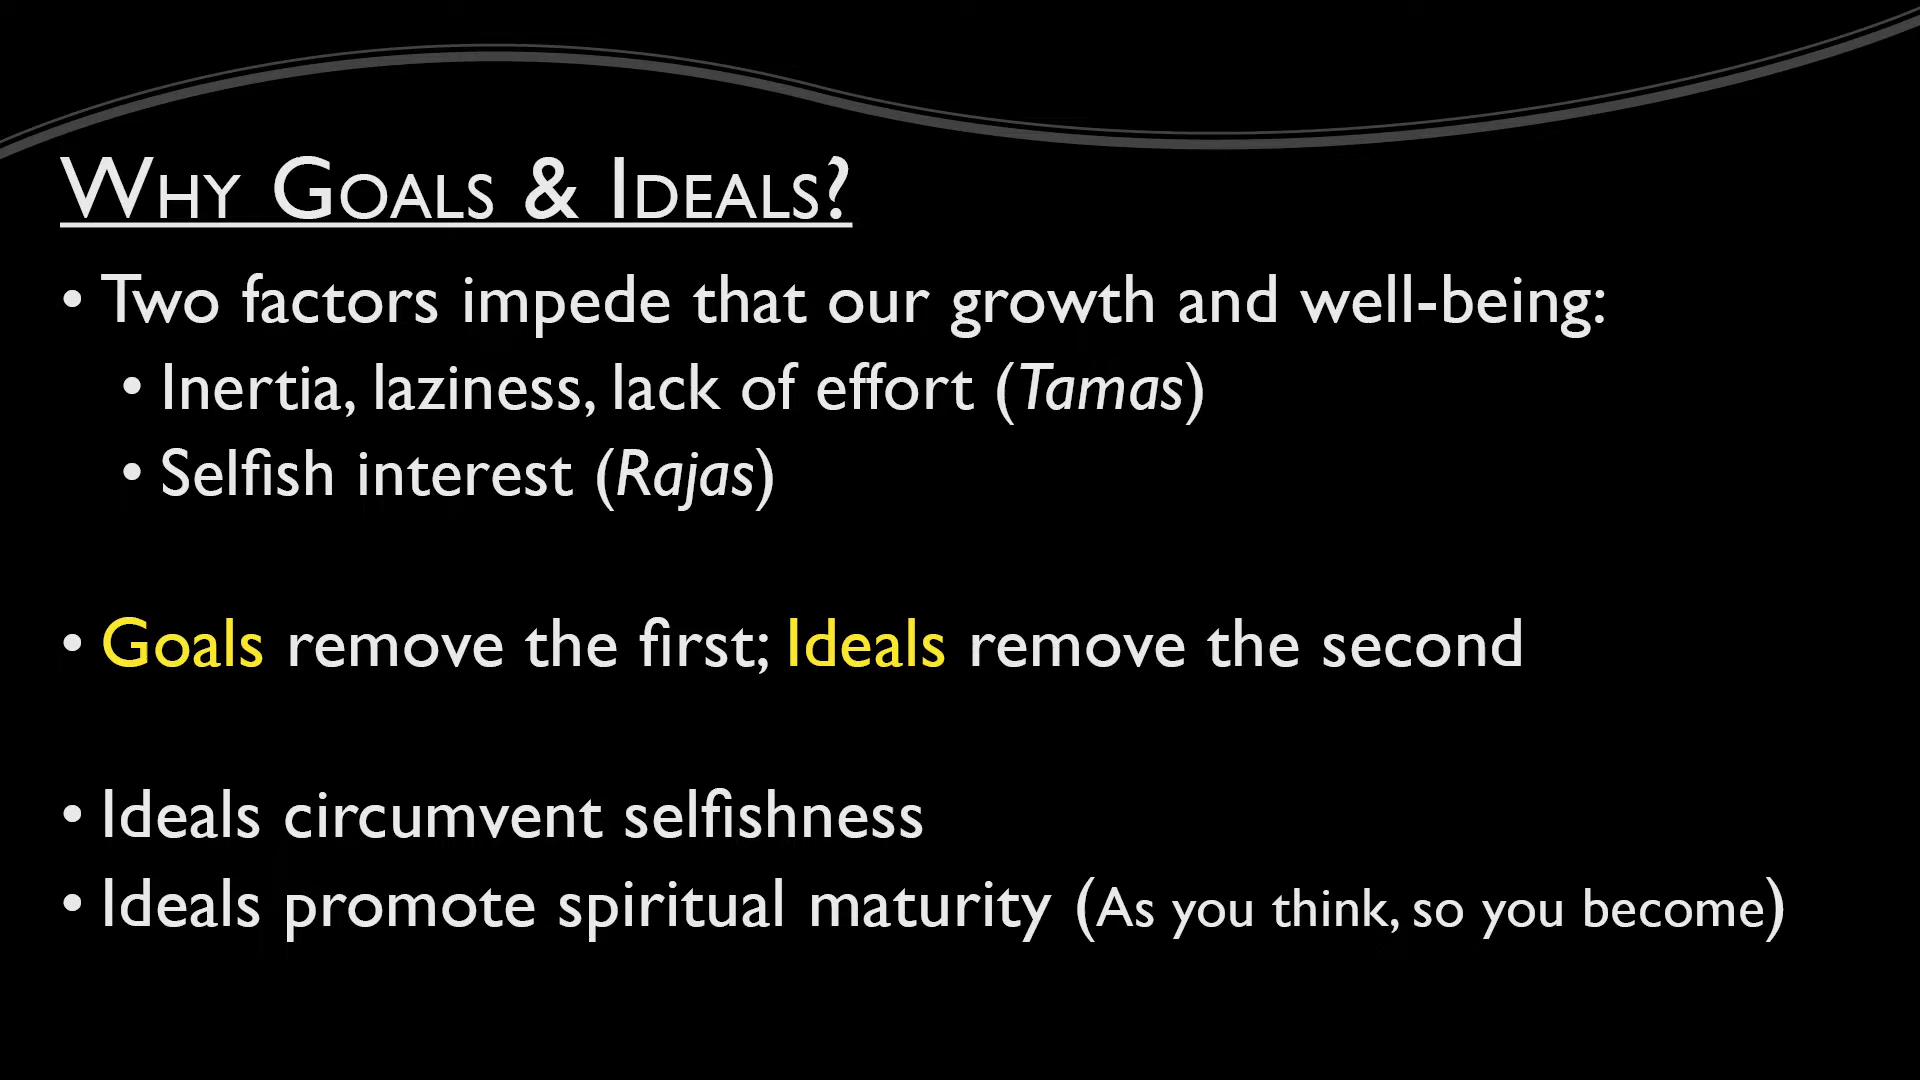 Why Goals & Ideals?
• Two factors impede that our growth and well-being:
• Inertia, laziness, lack of effort (Tamas)
• Selfish interest (Rajas)
• Goals remove the first; Ideals remove the second
• Ideals circumvent selfishness
• Ideals promote spiritual maturity (As you think, so you become)